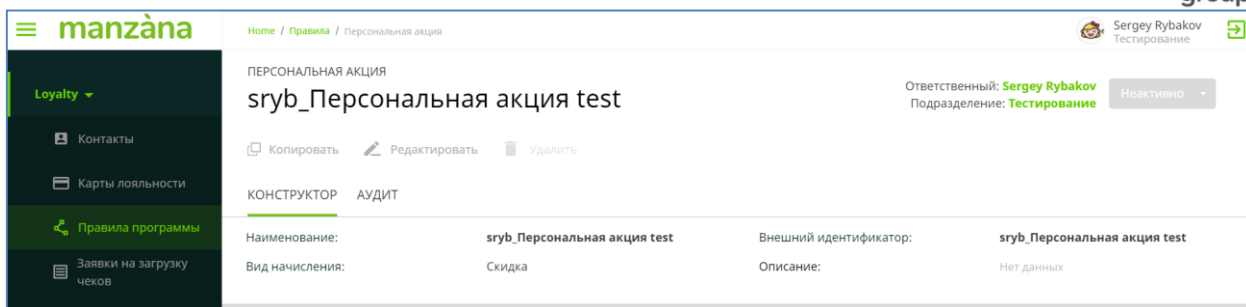 group
manzàna
Home / Правила / Персональная акция
Sergey Rybakov
Тестирование
Loyalty
ПЕРСОНАЛЬНАЯ АКЦИЯ
sryb_Персональная акция test
Ответственный: Sergey Rybakov
Подразделение: Тестирование
Неактивно
Контакты
Копировать
Редактировать
Удалить
Карты лояльности
КОНСТРУКТОР
АУДИТ
Правила программы
Наименование: sryb_Персональная акция test Внешний идентификатор: sryb_Персональная акция test
Заявки на загрузку
чеков
Вид начисления: Скидка Описание: Нет данных